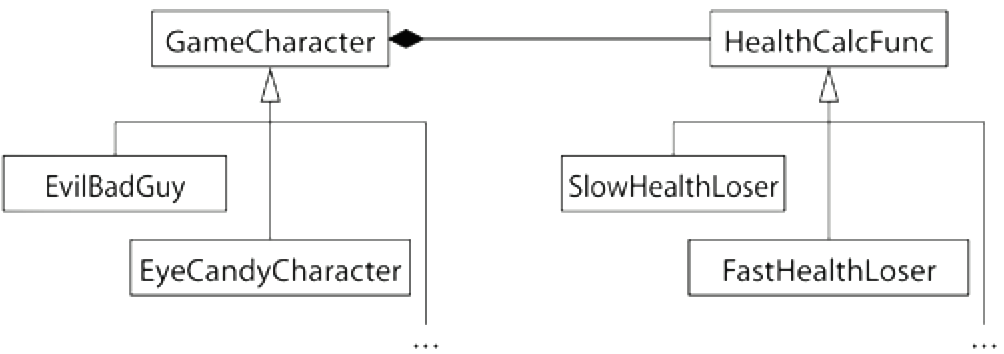 GameCharacter
HealthCalcFunc
EvilBadGuy
SlowHealthLoser
EyeCandyCharacter
FastHealthLoser
...
...